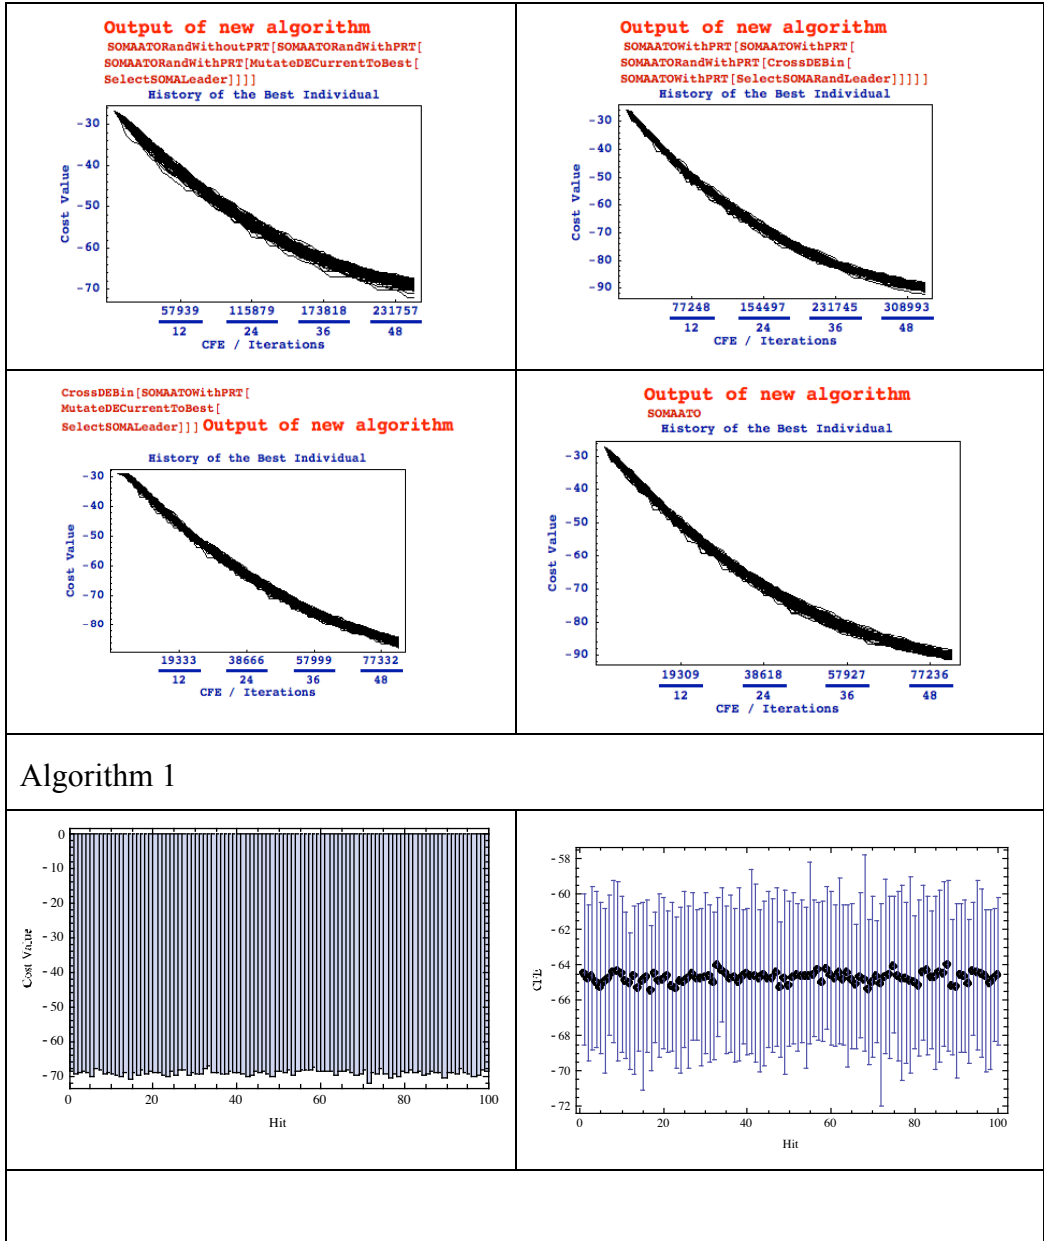 Output of new algorithm
SOMAATORandWithoutPRT[SOMAATORandWithPRT[
SOMAATORandWithPRT[MutateDECurrentToBest[
SelectSOMALeader]]]]
History of the Best Individual
-30
-40
-50
-60
-70
Cost Value
57939 115879 173818 231757
12 24 36 48
CFE / Iterations
Output of new algorithm
SOMAATOWithPRT[SOMAATOWithPRT[
SOMAATORandWithPRT[CrossDEBin[
SOMAATOWithPRT[SelectSOMARandLeader]]]]]
History of the Best Individual
-30
-40
-50
-60
-70
-80
-90
Cost Value
77248 154497 231745 308993
12 24 36 48
CFE / Iterations
CrossDEBin[SOMAATOWithPRT[
MutateDECurrentToBest[
SelectSOMALeader]]] Output of new algorithm
History of the Best Individual
-30
-40
-50
-60
-70
-80
Cost Value
19333 38666 57999 77332
12 24 36 48
CFE / Iterations
Output of new algorithm
SOMAATO
History of the Best Individual
-30
-40
-50
-60
-70
-80
-90
Cost Value
19309 38618 57927 77236
12 24 36 48
CFE / Iterations
Algorithm 1
0
-10
-20
-30
-40
-50
-60
-70
Cost Value
0 20 40 60 80 100
Hit
-58
-60
-62
-64
-66
-68
-70
-72
CFE
0 20 40 60 80 100
Hit